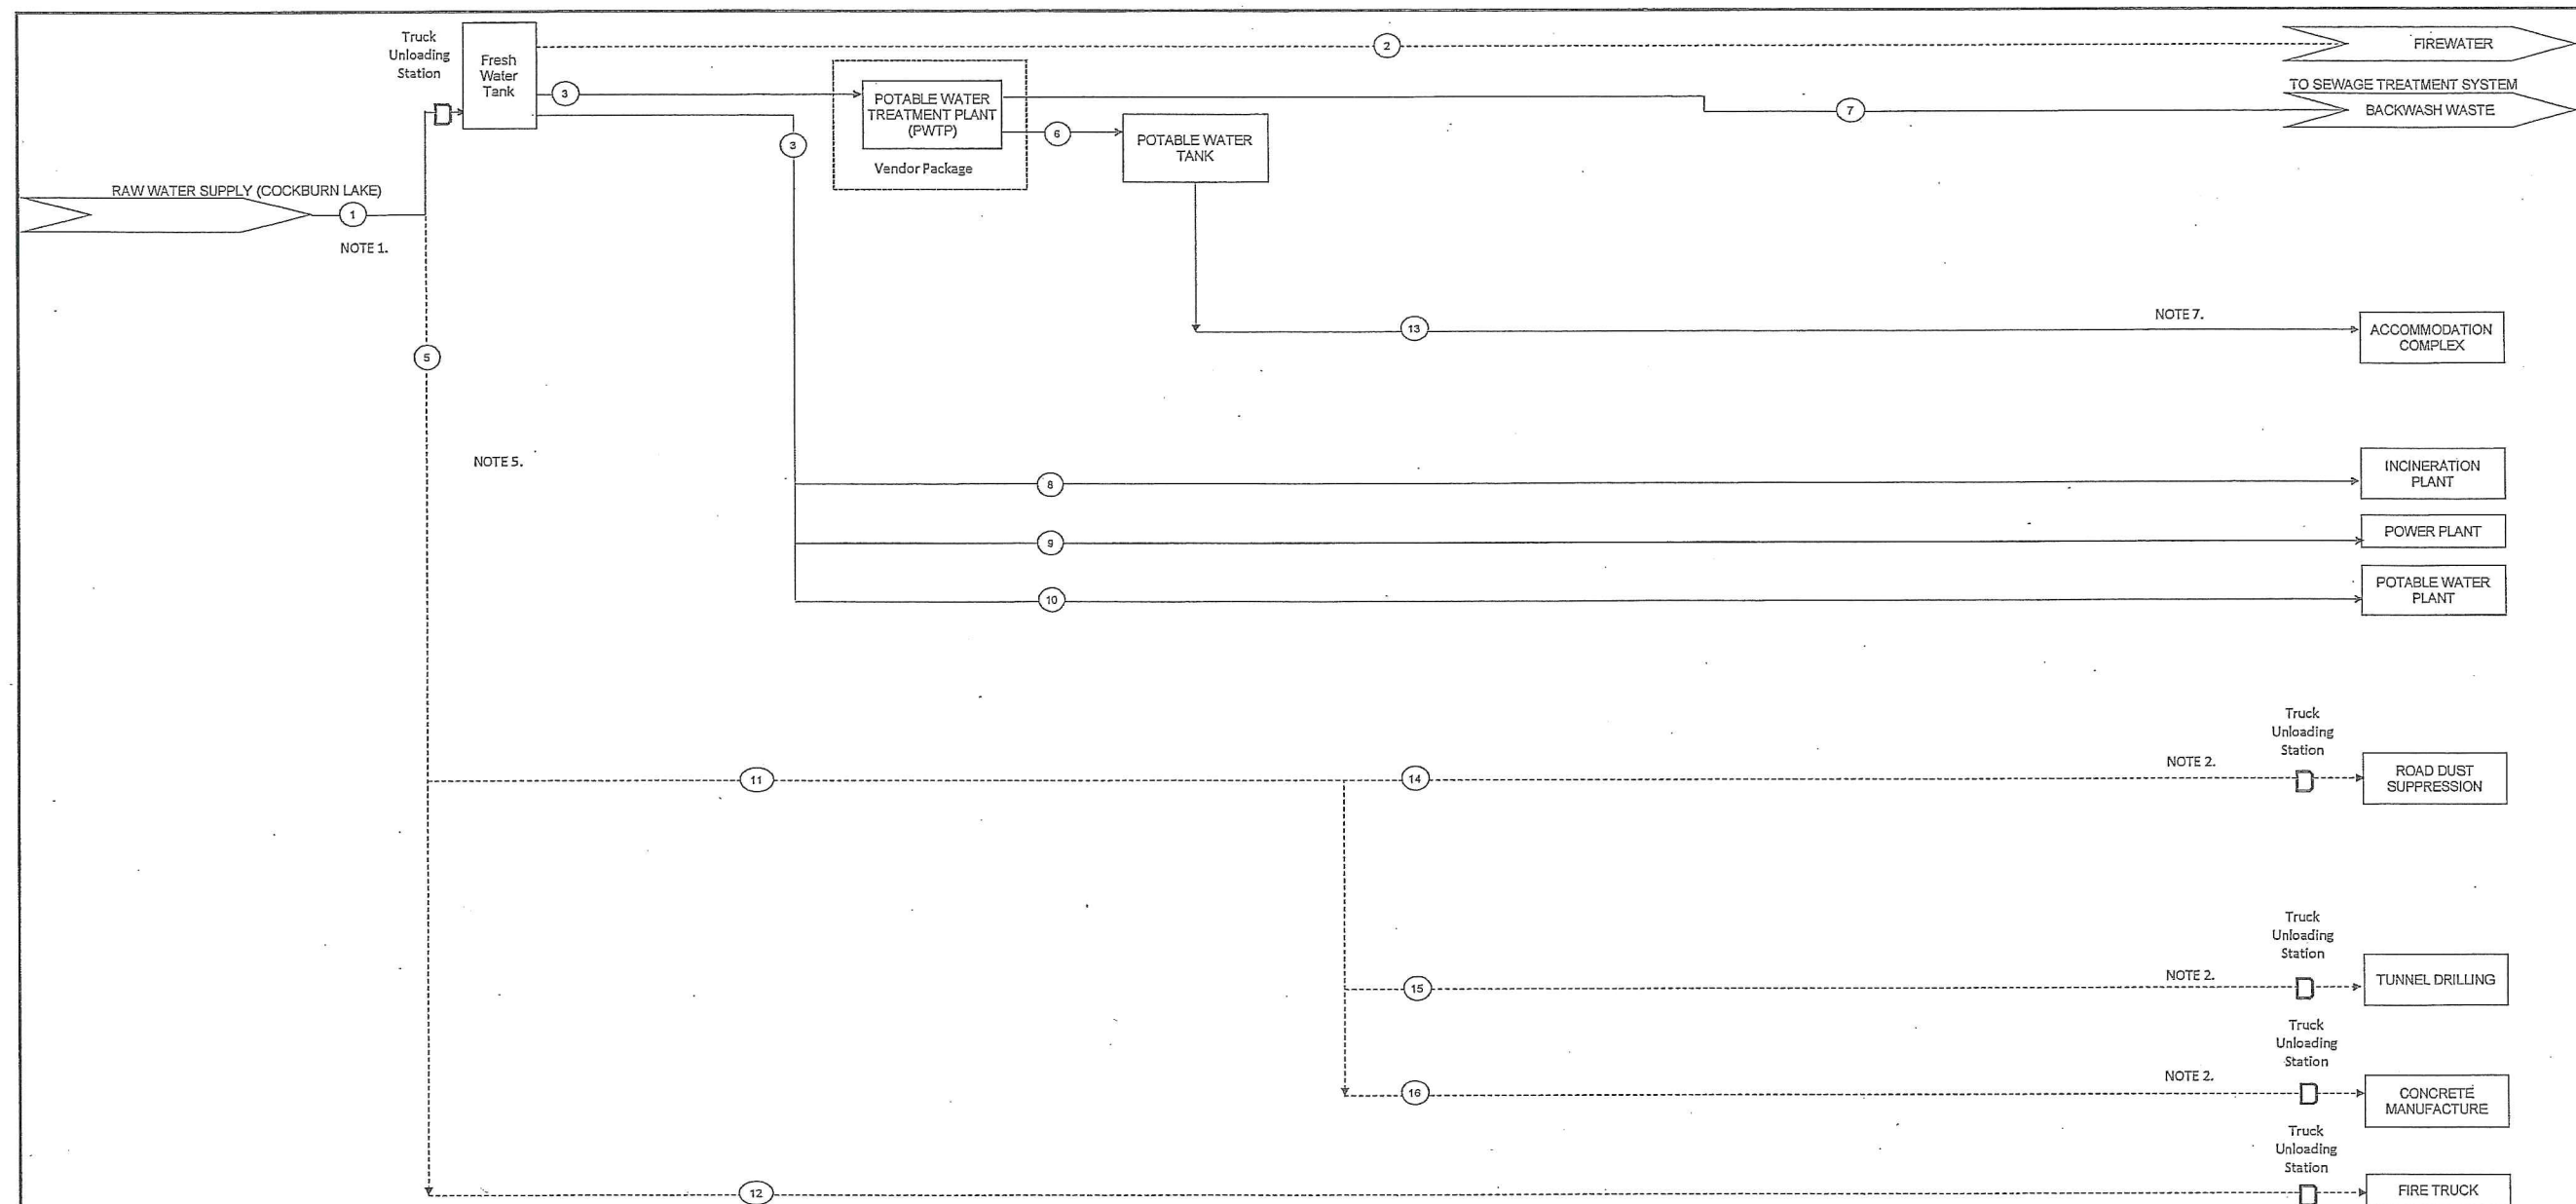 Truck
Unloading
Station
Fresh
Water
Tank
2
FIREWATER
3
POTABLE WATER
TREATMENT PLANT
(PWTP)
Vendor Package
TO SEWAGE TREATMENT SYSTEM
7
BACKWASH WASTE
3
6
POTABLE WATER
TANK
RAW WATER SUPPLY (COCKBURN LAKE)
1
NOTE 1.
5
13
NOTE 7.
ACCOMMODATION
COMPLEX
NOTE 5.
8
INCINERATION
PLANT
9
POWER PLANT
10
POTABLE WATER
PLANT
11
14
NOTE 2.
Truck
Unloading
Station
ROAD DUST
SUPPRESSION
15
NOTE 2.
Truck
Unloading
Station
TUNNEL DRILLING
16
NOTE 2.
Truck
Unloading
Station
CONCRETE
MANUFACTURE
12
Truck
Unloading
Station
FIRE TRUCK